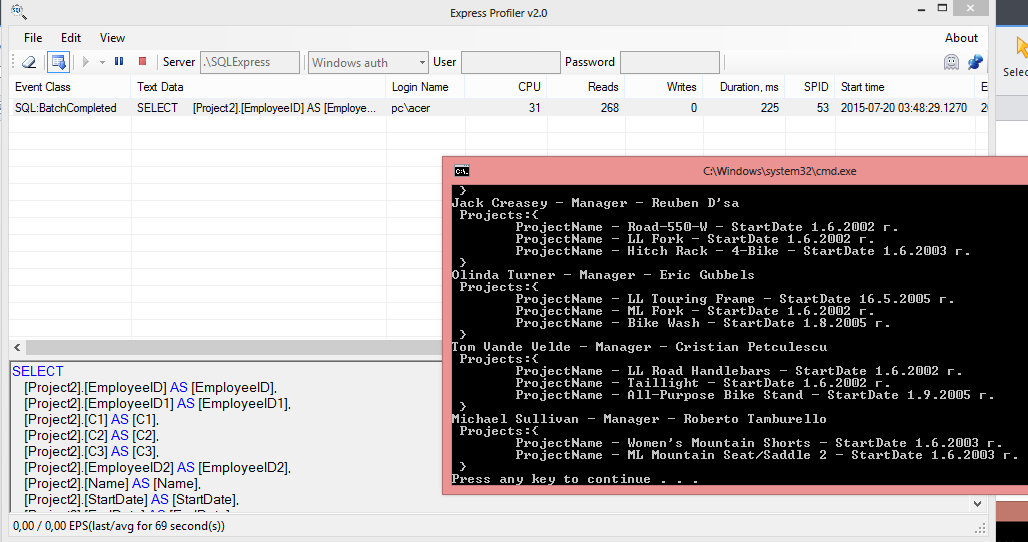 Express Profiler v2.0
File Edit View About
Server .\SQLExpress Windows auth User Password
Selec
Event Class Text Data Login Name CPU Reads Writes Duration, ms SPID Start time E
SQL:BatchCompleted SELECT [Project2].[EmployeeID] AS [Employe... pc\acer 31 268 0 225 53 2015-07-20 03:48:29.1270 20
C:\Windows\system32\cmd.exe
}
Jack Creasey - Manager - Reuben D'sa
Projects:{
ProjectName - Road-550-W - StartDate 1.6.2002 г.
ProjectName - LL Fork - StartDate 1.6.2002 г.
ProjectName - Hitch Rack - 4-Bike - StartDate 1.6.2003 г.
}
Olinda Turner - Manager - Eric Gubbels
Projects:{
ProjectName - LL Touring Frame - StartDate 16.5.2005 г.
ProjectName - ML Fork - StartDate 1.6.2002 г.
ProjectName - Bike Wash - StartDate 1.8.2005 г.
}
Tom Vande Velde - Manager - Cristian Petculescu
Projects:{
ProjectName - LL Road Handlebars - StartDate 1.6.2002 г.
ProjectName - Taillight - StartDate 1.6.2002 г.
ProjectName - All-Purpose Bike Stand - StartDate 1.9.2005 г.
}
Michael Sullivan - Manager - Roberto Tamburello
Projects:{
ProjectName - Women's Mountain Shorts - StartDate 1.6.2003 г.
ProjectName - ML Mountain Seat/Saddle 2 - StartDate 1.6.2003 г.
}
Press any key to continue . . .
SELECT
[Project2].[EmployeeID] AS [EmployeeID],
[Project2].[EmployeeID1] AS [EmployeeID1],
[Project2].[C1] AS [C1],
[Project2].[C2] AS [C2],
[Project2].[C3] AS [C3],
[Project2].[EmployeeID2] AS [EmployeeID2],
[Project2].[Name] AS [Name],
[Project2].[StartDate] AS [StartDate],
0,00 / 0,00 EPS(last/avg for 69 second(s))